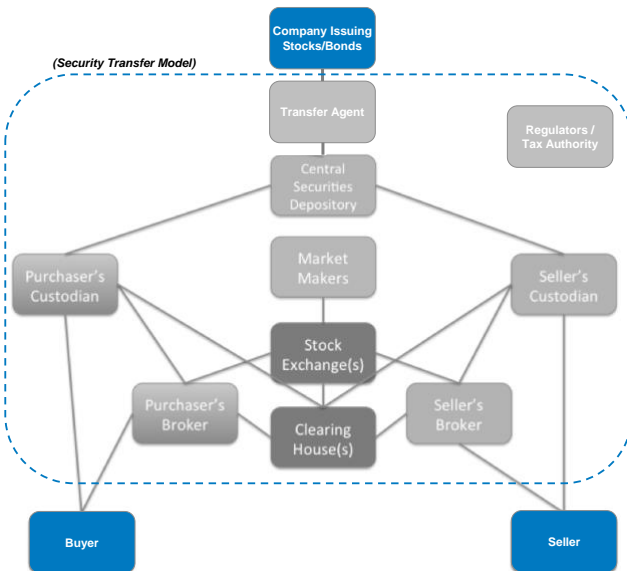 Company Issuing
Stocks/Bonds
(Security Transfer Model)
Transfer Agent
Regulators /
Tax Authority
Central
Securities
Depository
Purchaser's
Custodian
Market
Makers
Seller's
Custodian
Stock
Exchange(s)
Purchaser's
Broker
Seller's
Broker
Clearing
House(s)
Buyer
Seller